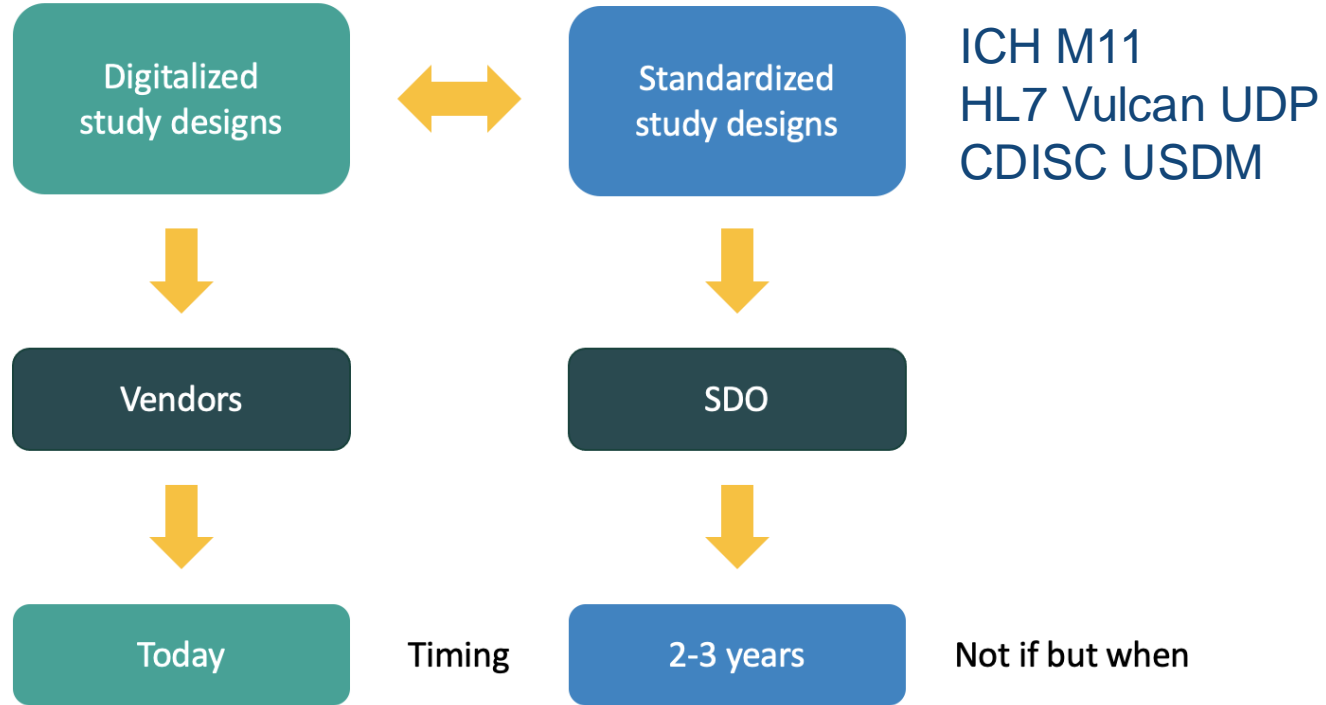 Digitalized
study designs
Standardized
study designs
ICH M11
HL7 Vulcan UDP
CDISC USDM
Vendors
SDO
Today
Timing
2-3 years
Not if but when